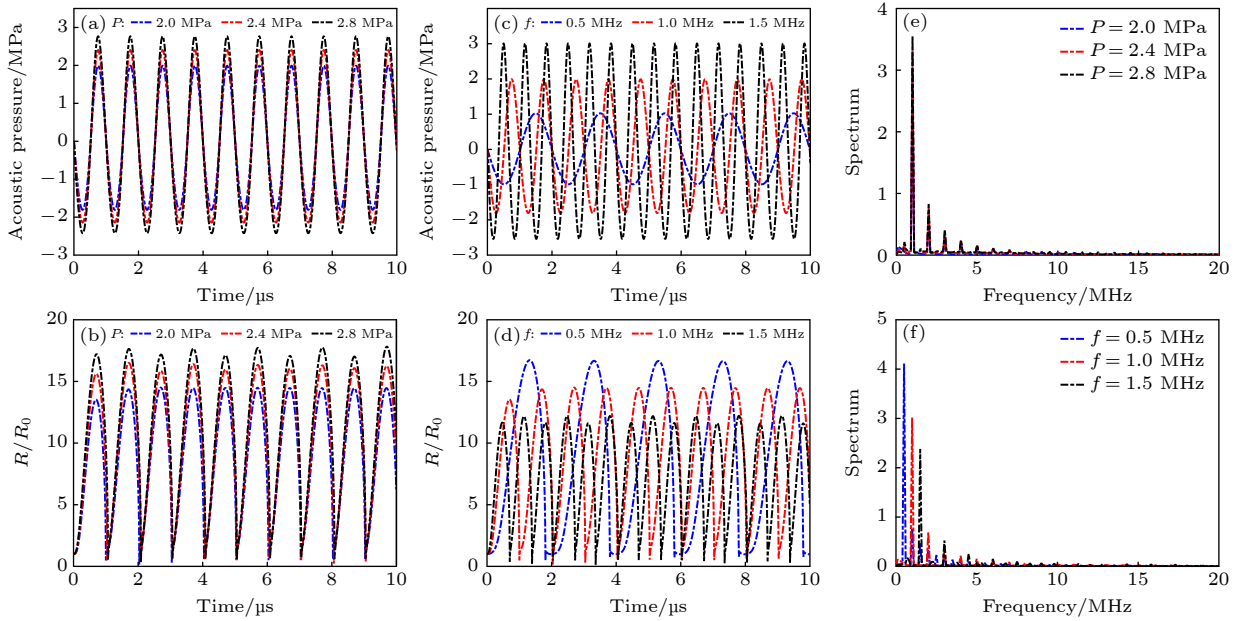 (a) P: 2.0 MPa 2.4 MPa 2.8 MPa
Acoustic pressure/MPa
3
2
1
0
−1
−2
−3
0 2 4 6 8 10
Time/μs
(c) f: 0.5 MHz 1.0 MHz 1.5 MHz
Acoustic pressure/MPa
3
2
1
0
−1
−2
−3
0 2 4 6 8 10
Time/μs
(e)
P = 2.0 MPa
P = 2.4 MPa
P = 2.8 MPa
Spectrum
4
3
2
1
0
0 5 10 15 20
Frequency/MHz
(b) P: 2.0 MPa 2.4 MPa 2.8 MPa
R/R0
20
15
10
5
0
0 2 4 6 8 10
Time/μs
(d) f: 0.5 MHz 1.0 MHz 1.5 MHz
R/R0
20
15
10
5
0
0 2 4 6 8 10
Time/μs
(f)
f = 0.5 MHz
f = 1.0 MHz
f = 1.5 MHz
Spectrum
5
4
3
2
1
0
0 5 10 15 20
Frequency/MHz